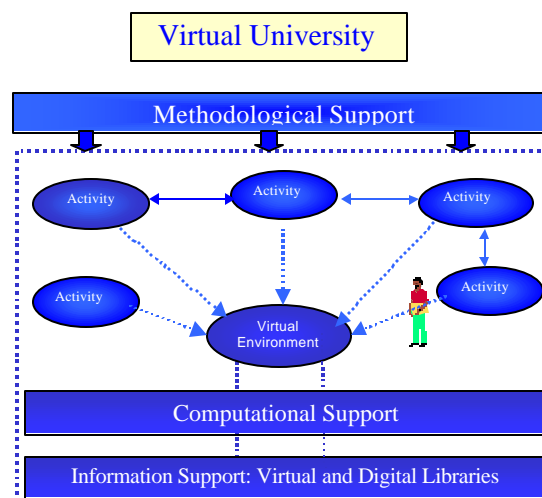 Virtual University
Methodological Support
Activity
Activity
Activity
Activity
Activity
Virtual
Environment
Computational Support
Information Support: Virtual and Digital Libraries